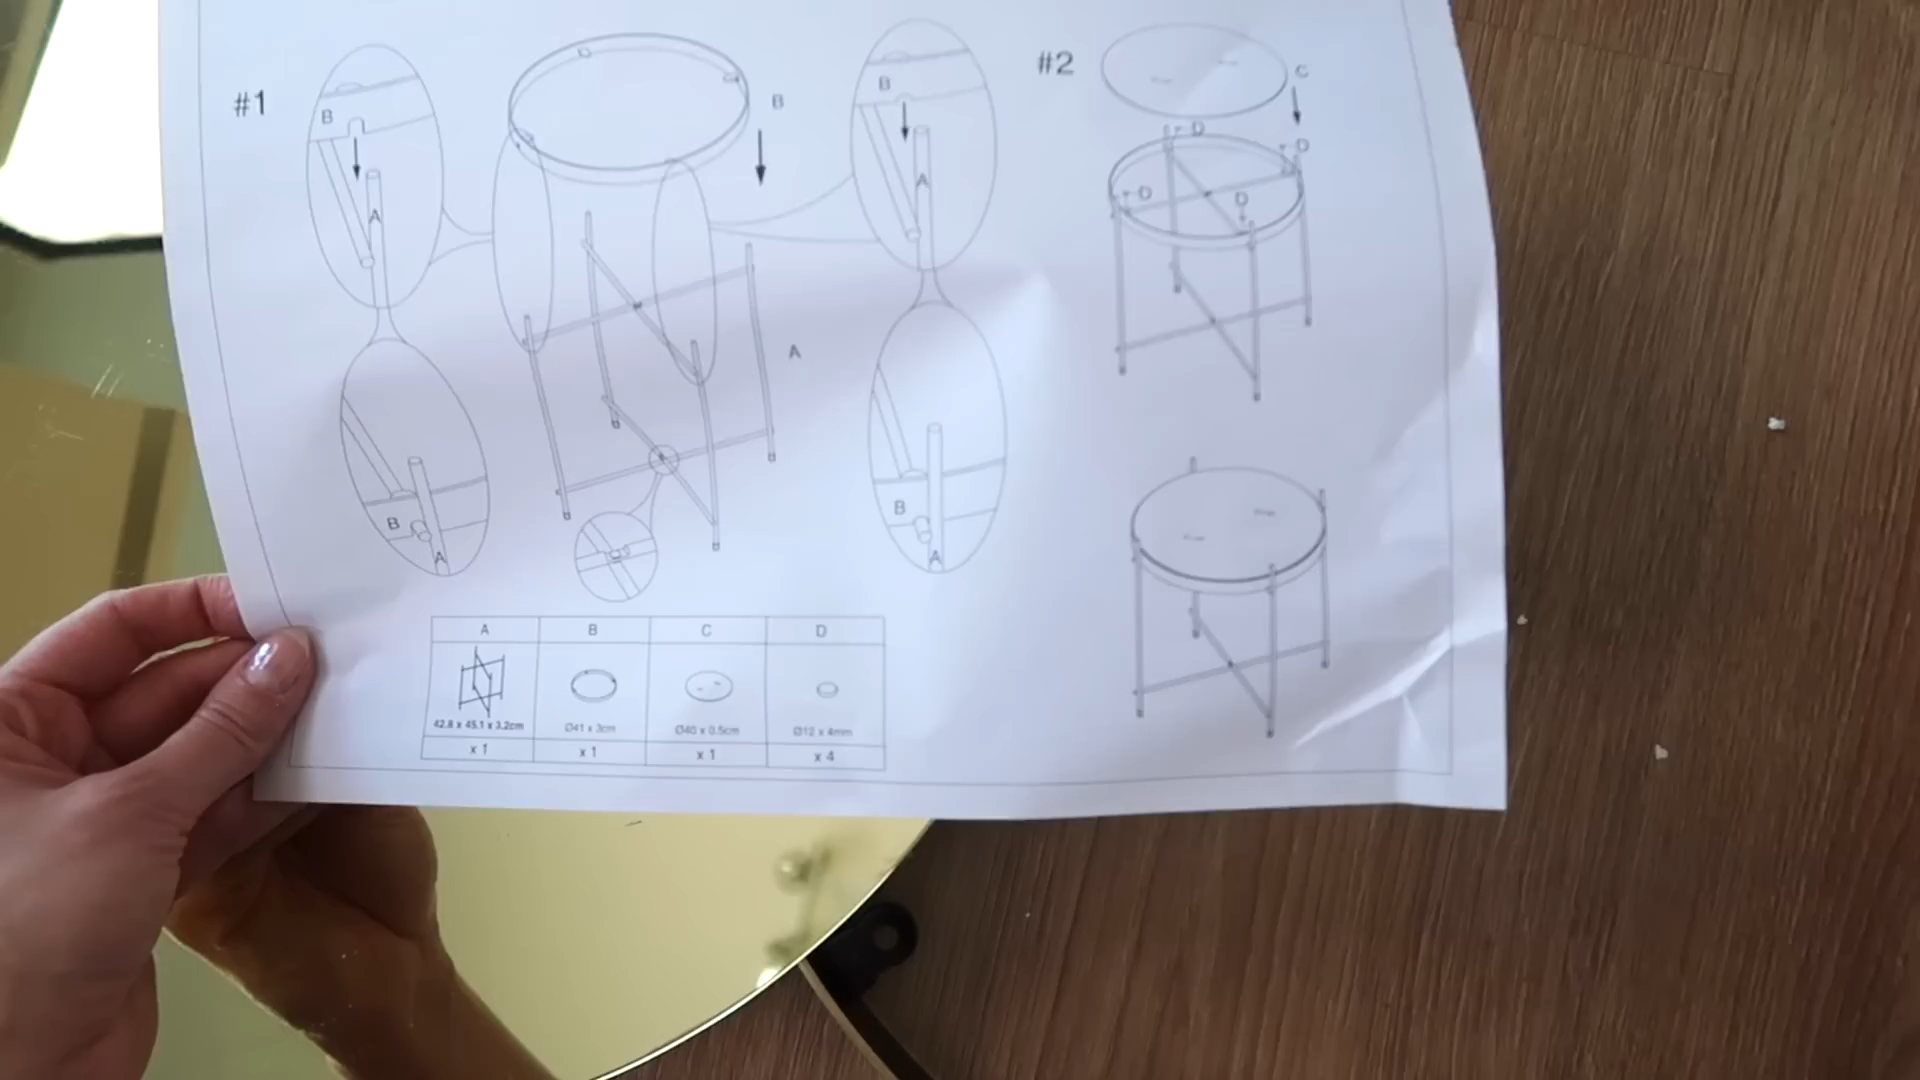 #1
B
A
B
A
B
A
B
A
B
A
#2
C
D
D
D
D
A B C D
42.8 x 45.1 x 3.2cm Ø41 x 3cm Ø40 x 0.5cm Ø12 x 4mm
x 1 x 1 x 1 x 4